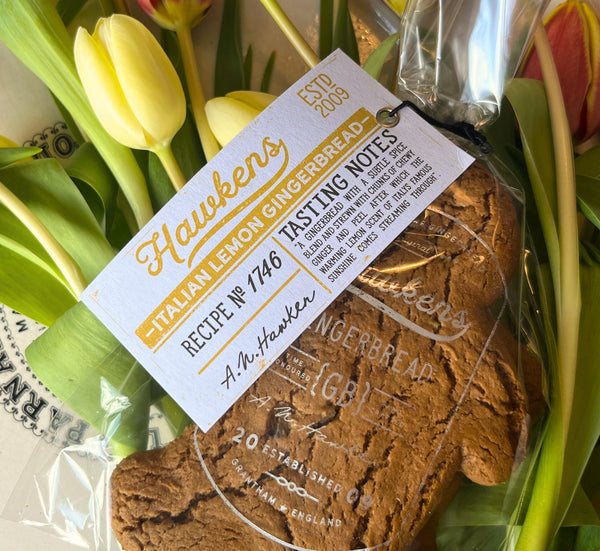 ESTD
2009
Hawkens
-ITALIAN LEMON GINGERBREAD-
RECIPE Nº 1746
A.N. Hawken
TASTING NOTES
"A GINGERBREAD WITH A SUBTLE SPICE
BLEND AND STREWN WITH CHUNKS OF CHEWY
GINGER AND PEEL AFTER WHICH THE
WARMING LEMON SCENT OF ITALY'S FAMOUS
SUNSHINE COMES STREAMING THROUGH".
Hawkens
GINGERBREAD
{GB}
A.N. Hawken
20 ESTABLISHED 09
GRANTHAM ENGLAND
PARNA